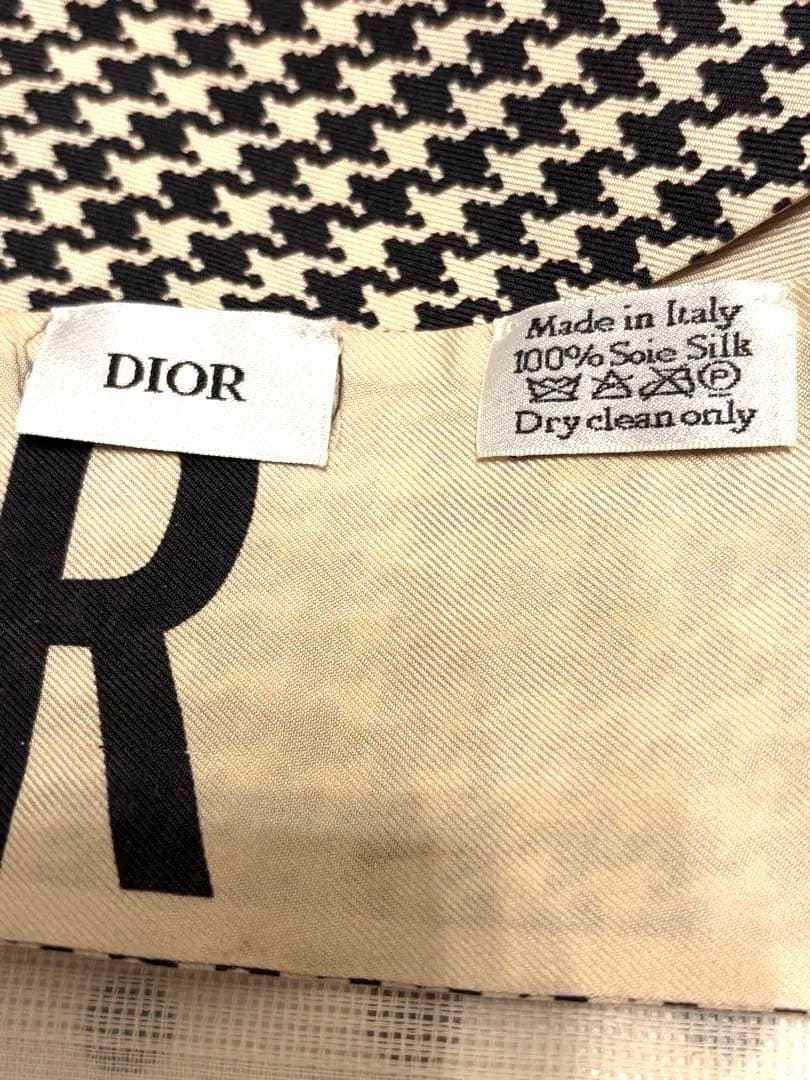 DIOR
Made in Italy
100% Soie Silk
P
Dry clean only
R